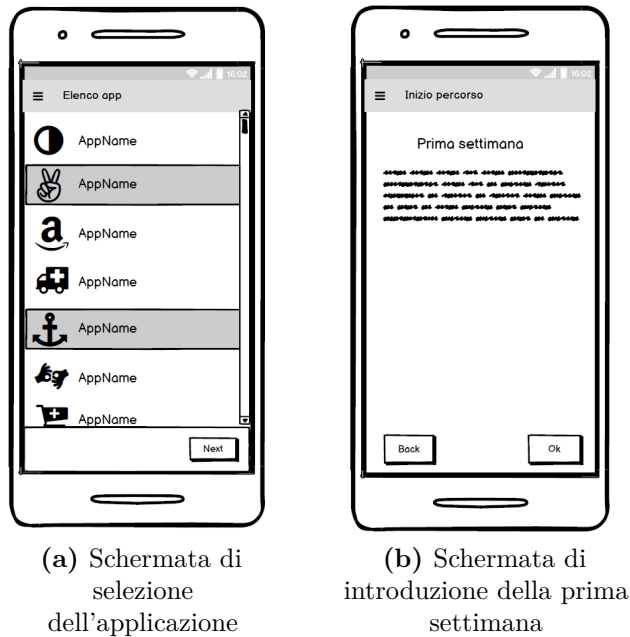 16:02
Elenco app
AppName
AppName
a
AppName
AppName
AppName
AppName
AppName
Next
16:02
Inizio percorso
Prima settimana
Back
Ok
(a) Schermata di
selezione
dell'applicazione
(b) Schermata di
introduzione della prima
settimana